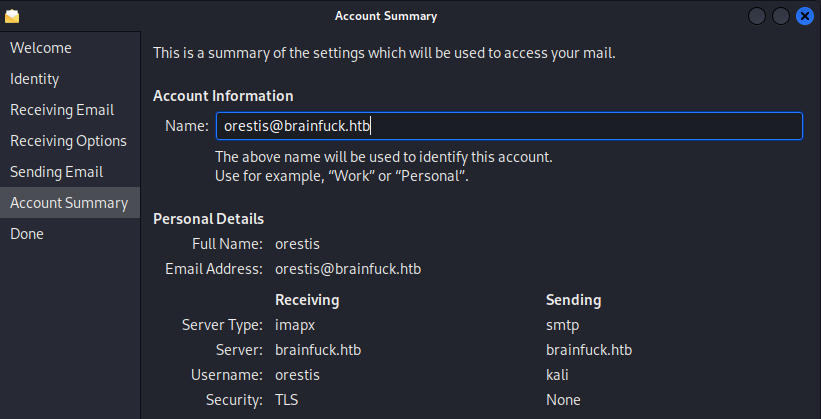 Account Summary
Welcome
Identity
Receiving Email
Receiving Options
Sending Email
Account Summary
Done
This is a summary of the settings which will be used to access your mail.
Account Information
Name: orestis@brainfuck.htb
The above name will be used to identify this account.
Use for example, “Work” or “Personal”.
Personal Details
Full Name: orestis
Email Address: orestis@brainfuck.htb
Receiving Sending
Server Type: imapx smtp
Server: brainfuck.htb brainfuck.htb
Username: orestis kali
Security: TLS None